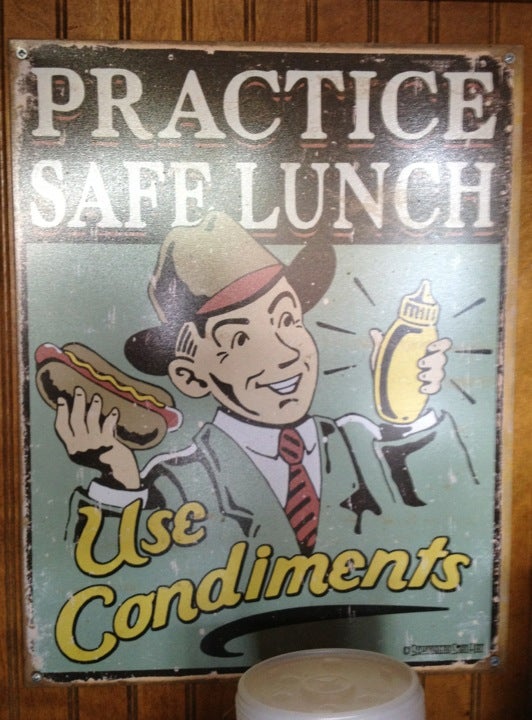 PRACTICE
SAFE LUNCH
Use
Condiments